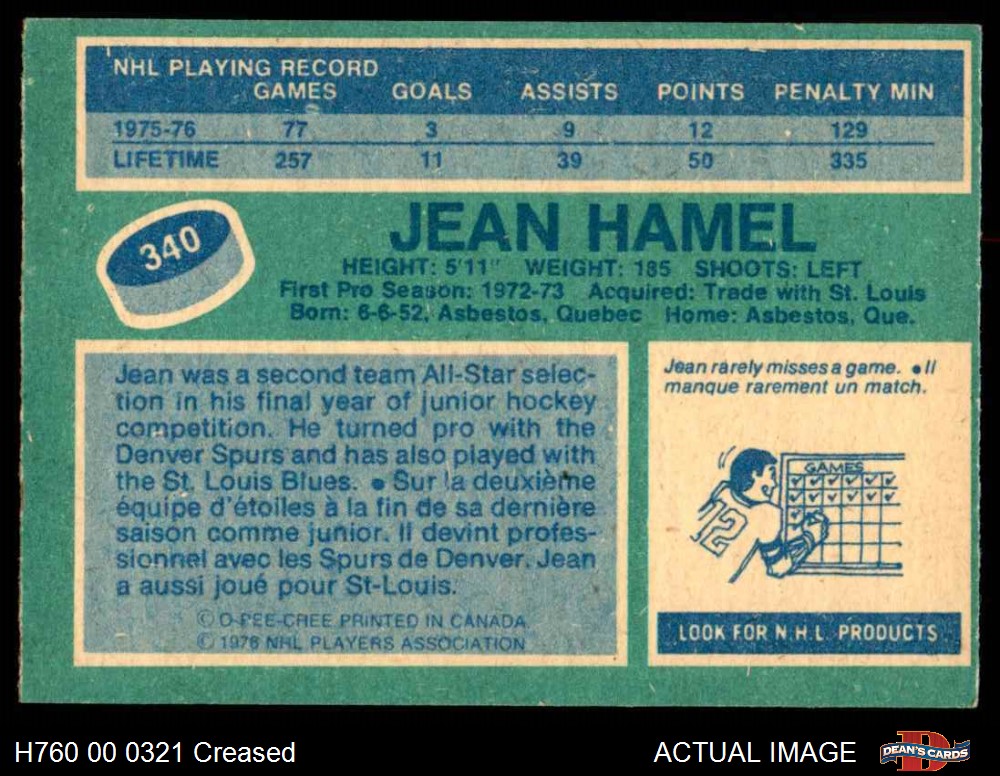 NHL PLAYING RECORD
GAMES GOALS ASSISTS POINTS PENALTY MIN
1975-76 77 3 9 12 129
LIFETIME 257 11 39 50 335
340
JEAN HAMEL
HEIGHT: 5'11" WEIGHT: 185 SHOOTS: LEFT
First Pro Season: 1972-73 Acquired: Trade with St. Louis
Born: 6-6-52, Asbestos, Quebec Home: Asbestos, Que.
Jean was a second team All-Star selec-
tion in his final year of junior hockey
competition. He turned pro with the
Denver Spurs and has also played with
the St. Louis Blues. • Sur la deuxième
équipe d'étoiles à la fin de sa dernière
saison comme junior. Il devint profes-
sionnel avec les Spurs de Denver. Jean
a aussi joué pour St-Louis.
© O-PEE-CHEE PRINTED IN CANADA
© 1976 NHL PLAYERS ASSOCIATION
Jean rarely misses a game. • Il
manque rarement un match.
GAMES
12
LOOK FOR N.H.L. PRODUCTS
H760 00 0321 Creased
ACTUAL IMAGE
D
DEAN'S CARDS